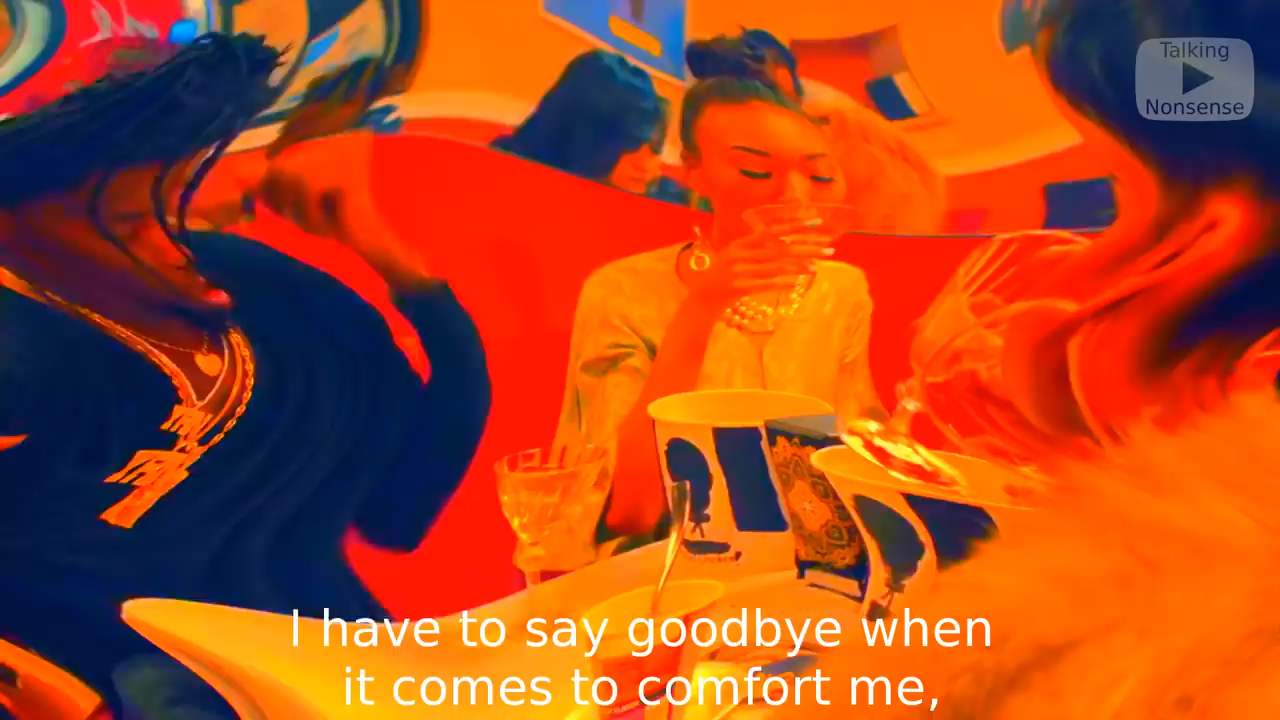 Talking
Nonsense
I have to say goodbye when
it comes to comfort me,